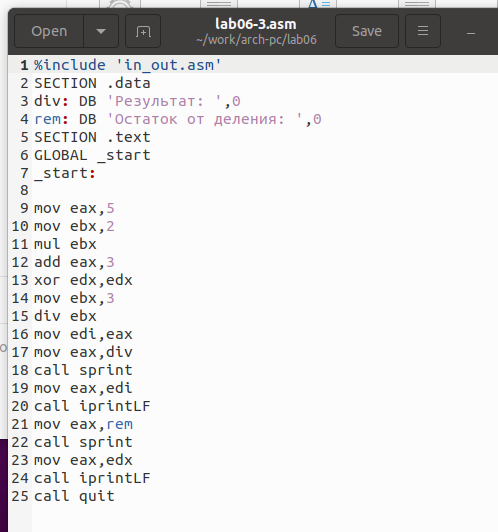 Open
lab06-3.asm
~/work/arch-pc/lab06
Save
1 %include 'in_out.asm'
2 SECTION .data
3 div: DB 'Результат: ',0
4 rem: DB 'Остаток от деления: ',0
5 SECTION .text
6 GLOBAL _start
7 _start:
8
9 mov eax,5
10 mov ebx,2
11 mul ebx
12 add eax,3
13 xor edx,edx
14 mov ebx,3
15 div ebx
16 mov edi,eax
17 mov eax,div
18 call sprint
19 mov eax,edi
20 call iprintLF
21 mov eax,rem
22 call sprint
23 mov eax,edx
24 call iprintLF
25 call quit